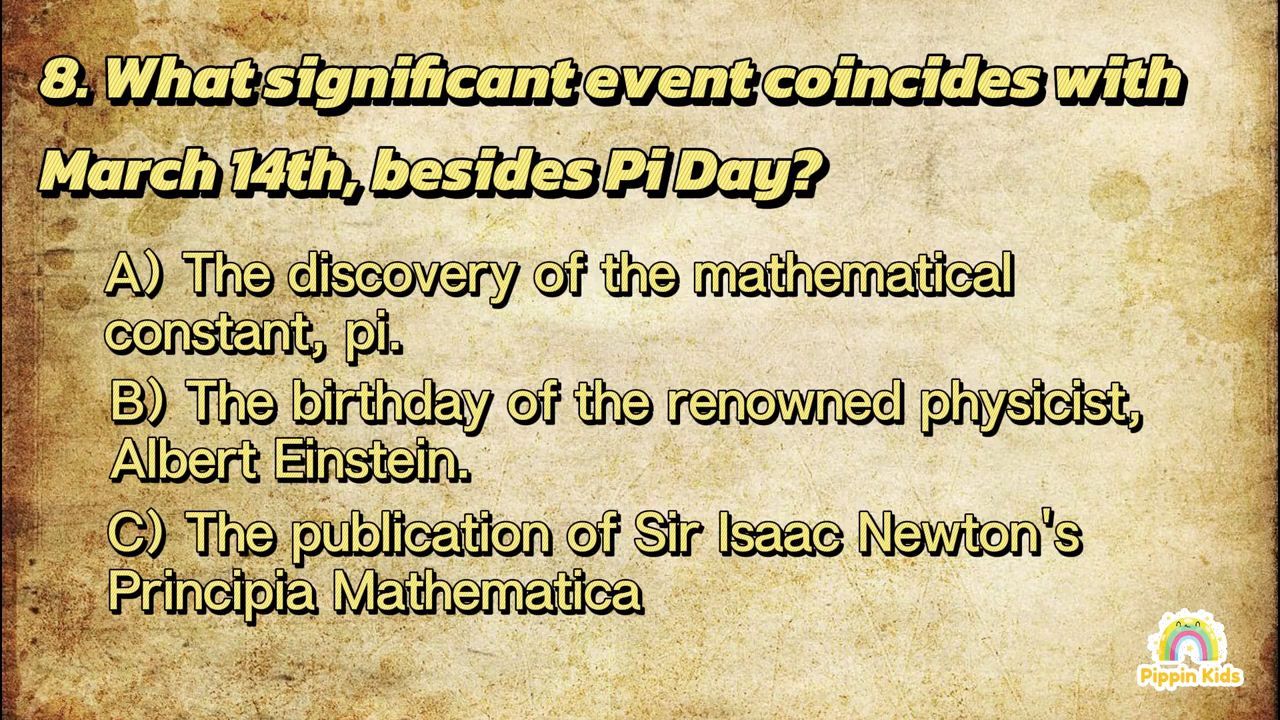 8. What significant event coincides with
March 14th, besides Pi Day?
A) The discovery of the mathematical
constant, pi.
B) The birthday of the renowned physicist,
Albert Einstein.
C) The publication of Sir Isaac Newton's
Principia Mathematica
Pippin Kids